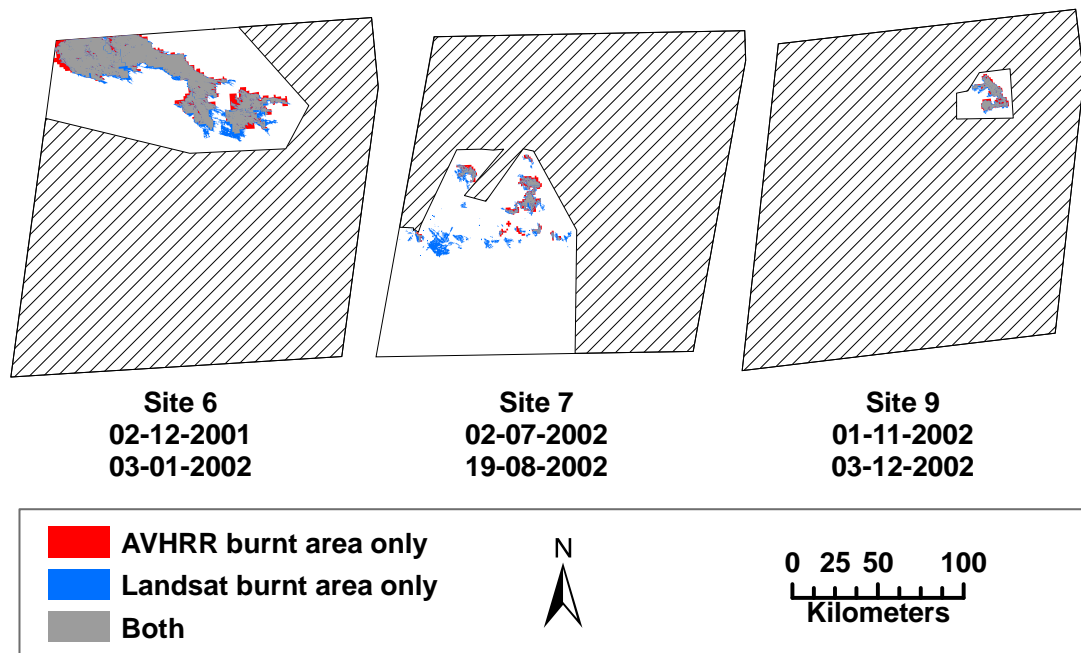 Site 6
02-12-2001
03-01-2002
Site 7
02-07-2002
19-08-2002
Site 9
01-11-2002
03-12-2002
AVHRR burnt area only
Landsat burnt area only
Both
N
0 25 50 100
Kilometers